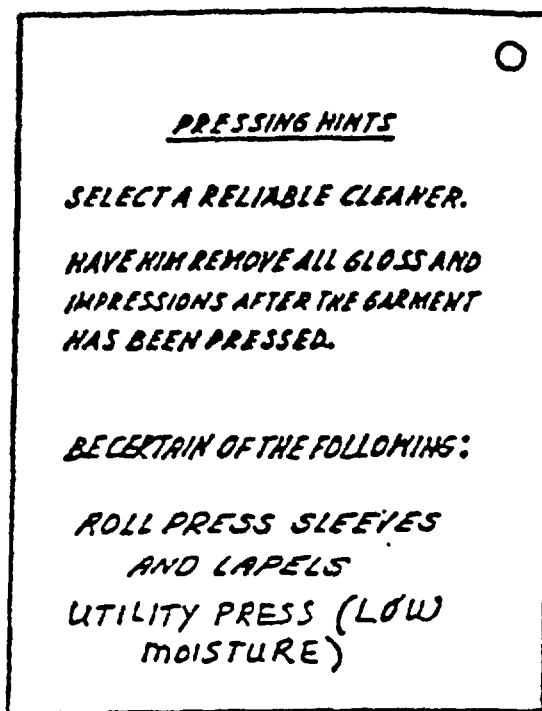 PRESSING HINTS
SELECT A RELIABLE CLEANER.
HAVE HIM REMOVE ALL GLOSS AND
IMPRESSIONS AFTER THE GARMENT
HAS BEEN PRESSED.
BE CERTAIN OF THE FOLLOWING:
ROLL PRESS SLEEVES
AND LAPELS
UTILITY PRESS (LOW
MOISTURE)